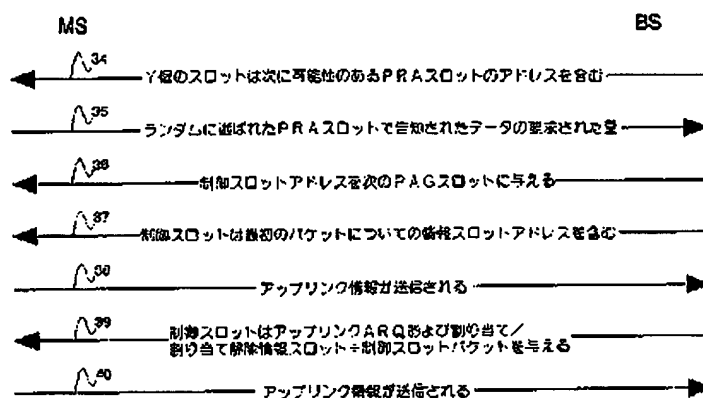 MS
BS
34
Y個のスロットは次に可能性のあるPRAスロットのアドレスを含む
35
ランダムに選ばれたPRAスロットで告知されたデータの要求された量
36
制御スロットアドレスを次のPAGスロットに与える
37
制御スロットは最初のパケットについての情報スロットアドレスを含む
38
アップリンク情報が送信される
39
制御スロットはアップリンクARQおよび割り当て/
割り当て解除情報スロット+制御スロットパケットを与える
40
アップリンク情報が送信される